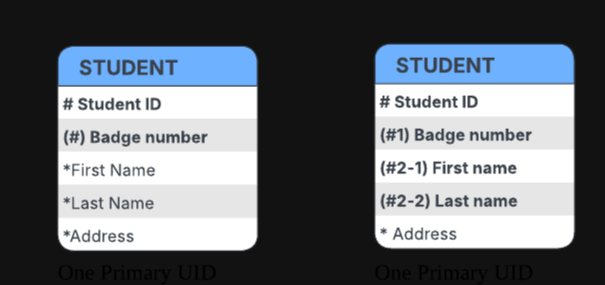 STUDENT
# Student ID
(#) Badge number
*First Name
*Last Name
*Address
One Primary UID
STUDENT
# Student ID
(#1) Badge number
(#2-1) First name
(#2-2) Last name
* Address
One Primary UID